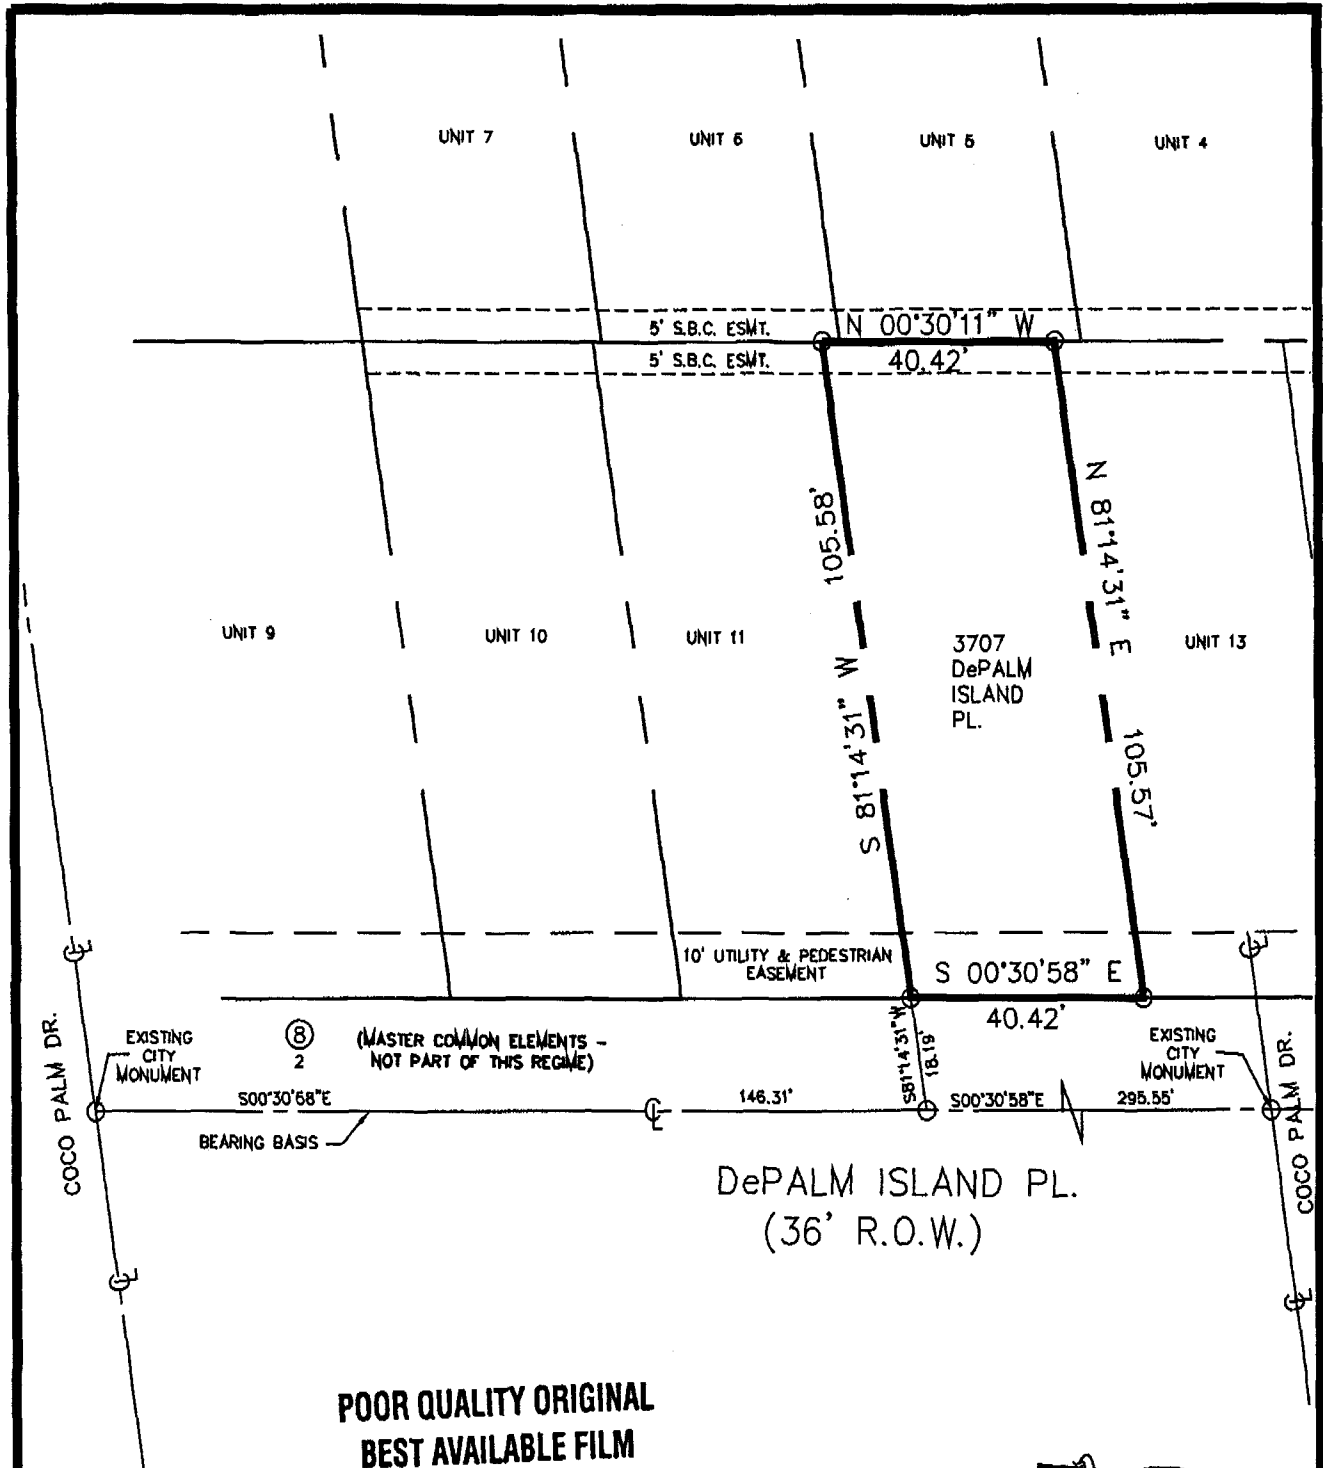 UNIT 7
UNIT 6
UNIT 5
UNIT 4
5' S.B.C. ESMT.
N 00°30'11" W
5' S.B.C. ESMT.
40.42'
105.58'
S 81°14'31" W
N 81°14'31" E
105.57'
UNIT 9
UNIT 10
UNIT 11
3707
DePALM
ISLAND
PL.
UNIT 13
10' UTILITY & PEDESTRIAN
EASEMENT
S 00°30'58" E
40.42'
COCO PALM DR.
EXISTING
CITY
MONUMENT
8
2
(MASTER COMMON ELEMENTS -
NOT PART OF THIS REGIME)
S81°14'31"W
18.19'
EXISTING
CITY
MONUMENT
COCO PALM DR.
S00°30'58"E
146.31'
S00°30'58"E
295.55'
BEARING BASIS
DePALM ISLAND PL.
(36' R.O.W.)
POOR QUALITY ORIGINAL
BEST AVAILABLE FILM